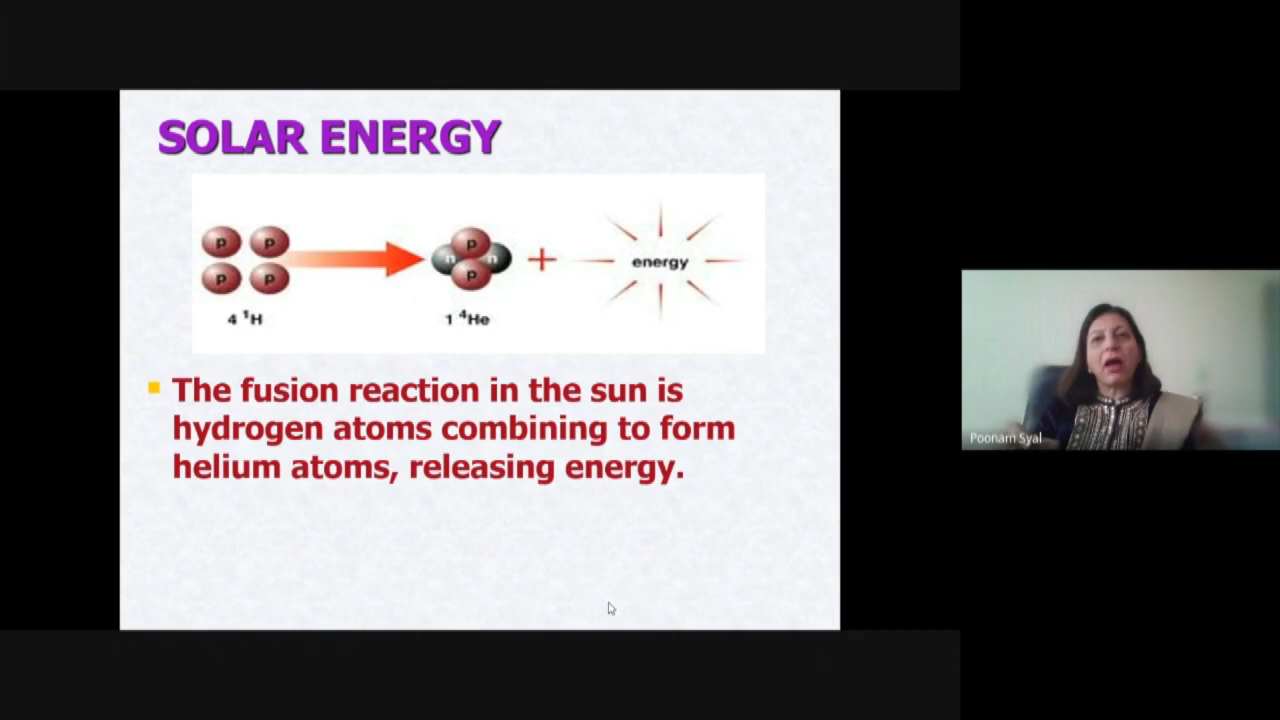 SOLAR ENERGY
p p
p p
p
n n
p
+
energy
4 ¹H
1 ⁴He
The fusion reaction in the sun is
hydrogen atoms combining to form
helium atoms, releasing energy.
Poonam Syal